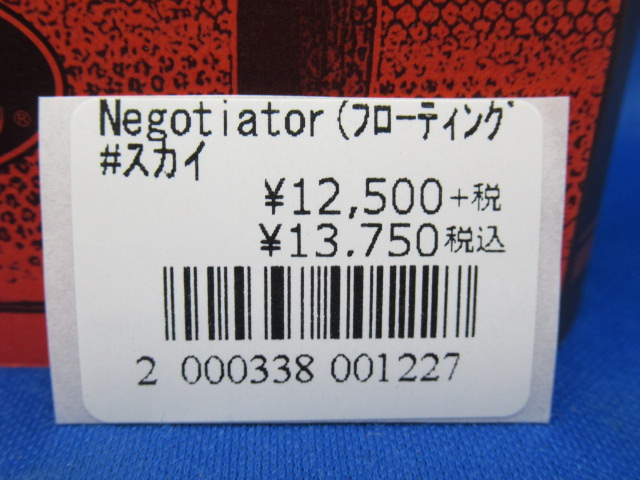 Negotiator(フローティング
#スカイ
¥12,500+税
¥13.750税込
2 000338 001227
®